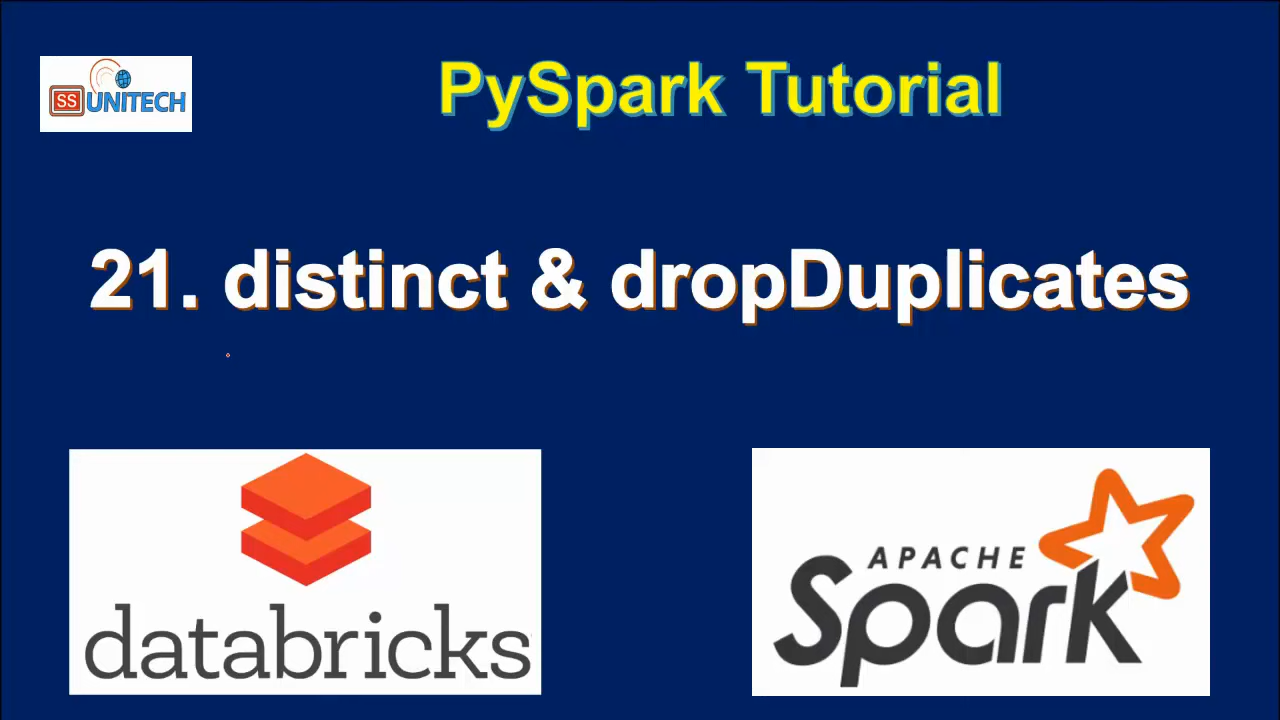 SS UNITECH
PySpark Tutorial
21. distinct & dropDuplicates
databricks
APACHE
Spark